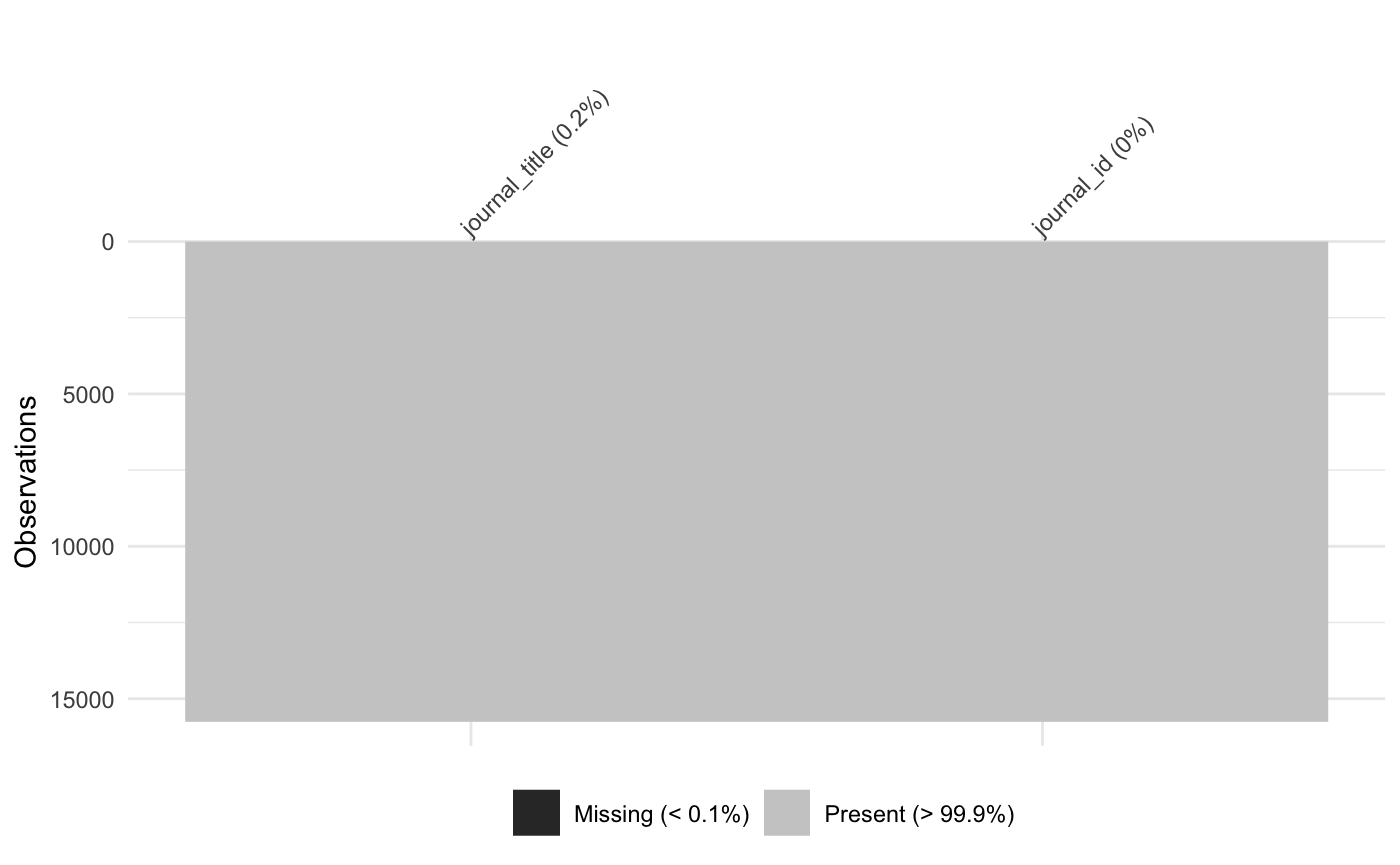 journal_title (0.2%)
journal_id (0%)
0
5000
10000
15000
Observations
Missing (< 0.1%)
Present (> 99.9%)